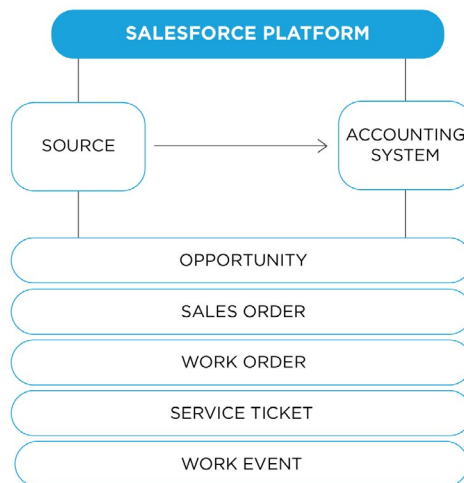 SALESFORCE PLATFORM
SOURCE
ACCOUNTING
SYSTEM
OPPORTUNITY
SALES ORDER
WORK ORDER
SERVICE TICKET
WORK EVENT